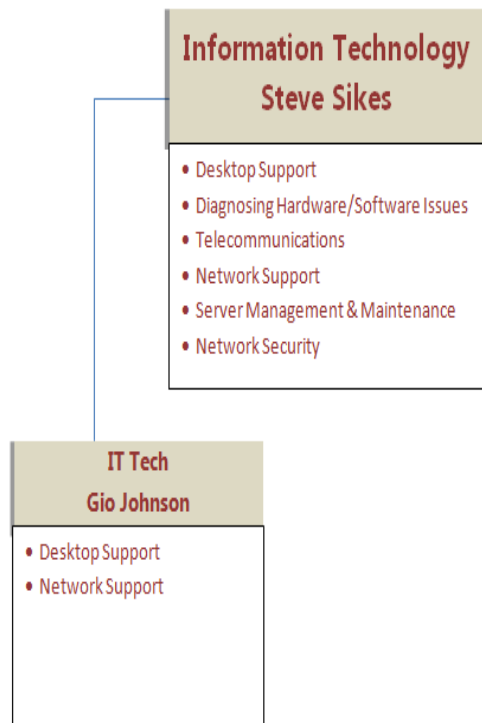 Information Technology
Steve Sikes
• Desktop Support
• Diagnosing Hardware/Software Issues
• Telecommunications
• Network Support
• Server Management & Maintenance
• Network Security
IT Tech
Gio Johnson
• Desktop Support
• Network Support